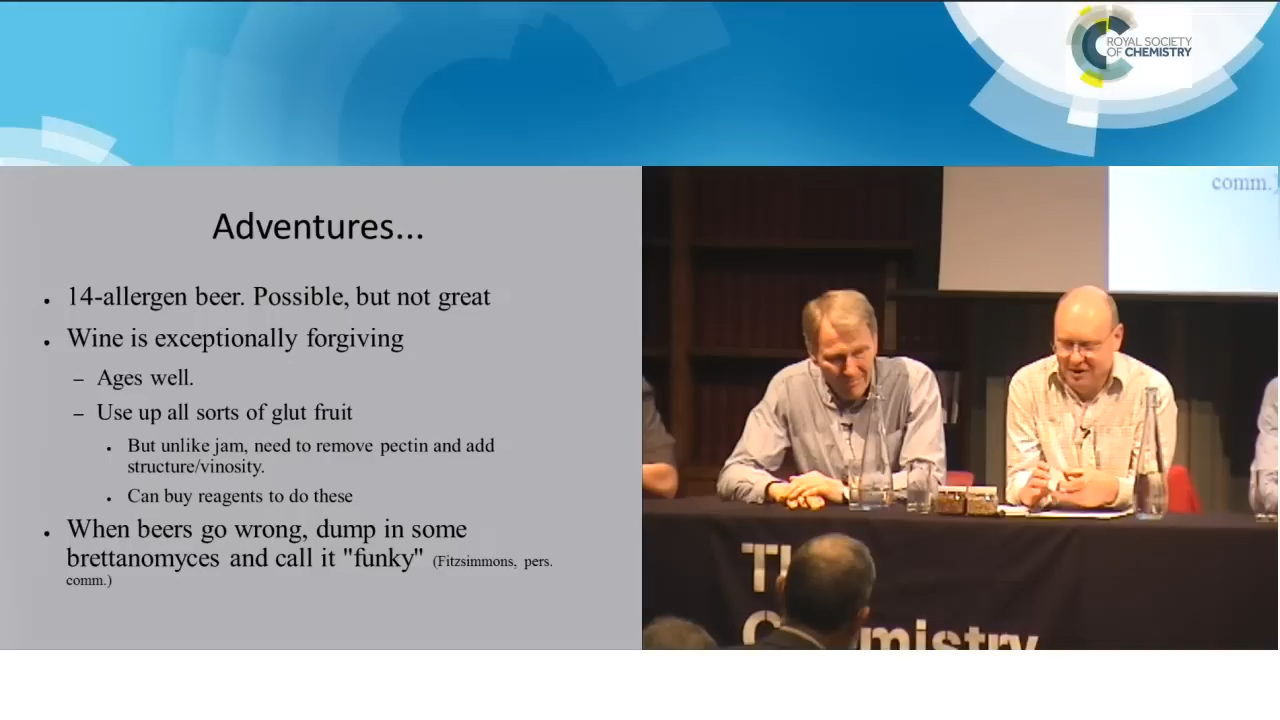 ROYAL SOCIETY
OF CHEMISTRY
Adventures...
• 14-allergen beer. Possible, but not great
• Wine is exceptionally forgiving
– Ages well.
– Use up all sorts of glut fruit
• But unlike jam, need to remove pectin and add
structure/vinosity.
• Can buy reagents to do these
• When beers go wrong, dump in some
brettanomyces and call it "funky" (Fitzsimmons, pers.
comm.)
comm.)